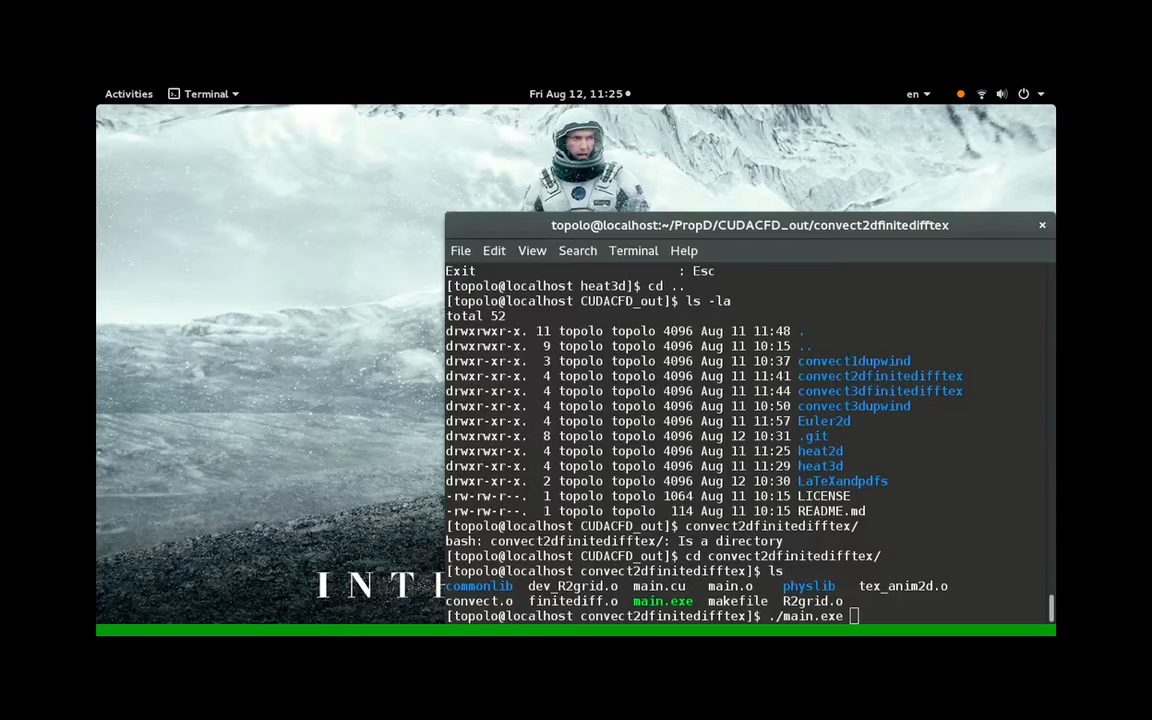 Activities Terminal Fri Aug 12, 11:25 en
topolo@localhost:~/PropD/CUDACFD_out/convect2dfinitedifftex ×
File Edit View Search Terminal Help
Exit : Esc
[topolo@localhost heat3d]$ cd ..
[topolo@localhost CUDACFD_out]$ ls -la
total 52
drwxrwxr-x. 11 topolo topolo 4096 Aug 11 11:48 .
drwxrwxr-x. 9 topolo topolo 4096 Aug 11 10:15 ..
drwxr-xr-x. 3 topolo topolo 4096 Aug 11 10:37 convect1dupwind
drwxr-xr-x. 4 topolo topolo 4096 Aug 11 11:41 convect2dfinitedifftex
drwxr-xr-x. 4 topolo topolo 4096 Aug 11 11:44 convect3dfinitedifftex
drwxr-xr-x. 4 topolo topolo 4096 Aug 11 10:50 convect3dupwind
drwxr-xr-x. 4 topolo topolo 4096 Aug 11 11:57 Euler2d
drwxrwxr-x. 8 topolo topolo 4096 Aug 12 10:31 .git
drwxr-xr-x. 4 topolo topolo 4096 Aug 11 11:25 heat2d
drwxr-xr-x. 4 topolo topolo 4096 Aug 11 11:29 heat3d
drwxr-xr-x. 2 topolo topolo 4096 Aug 12 10:30 LaTeXandpdfs
-rw-rw-r--. 1 topolo topolo 1064 Aug 11 10:15 LICENSE
-rw-rw-r--. 1 topolo topolo 114 Aug 11 10:15 README.md
[topolo@localhost CUDACFD_out]$ convect2dfinitedifftex/
bash: convect2dfinitedifftex/: Is a directory
[topolo@localhost CUDACFD_out]$ cd convect2dfinitedifftex/
[topolo@localhost convect2dfinitedifftex]$ ls
commonlib dev_R2grid.o main.cu main.o physlib tex_anim2d.o
convect.o finitediff.o main.exe makefile R2grid.o
[topolo@localhost convect2dfinitedifftex]$ ./main.exe
INTE